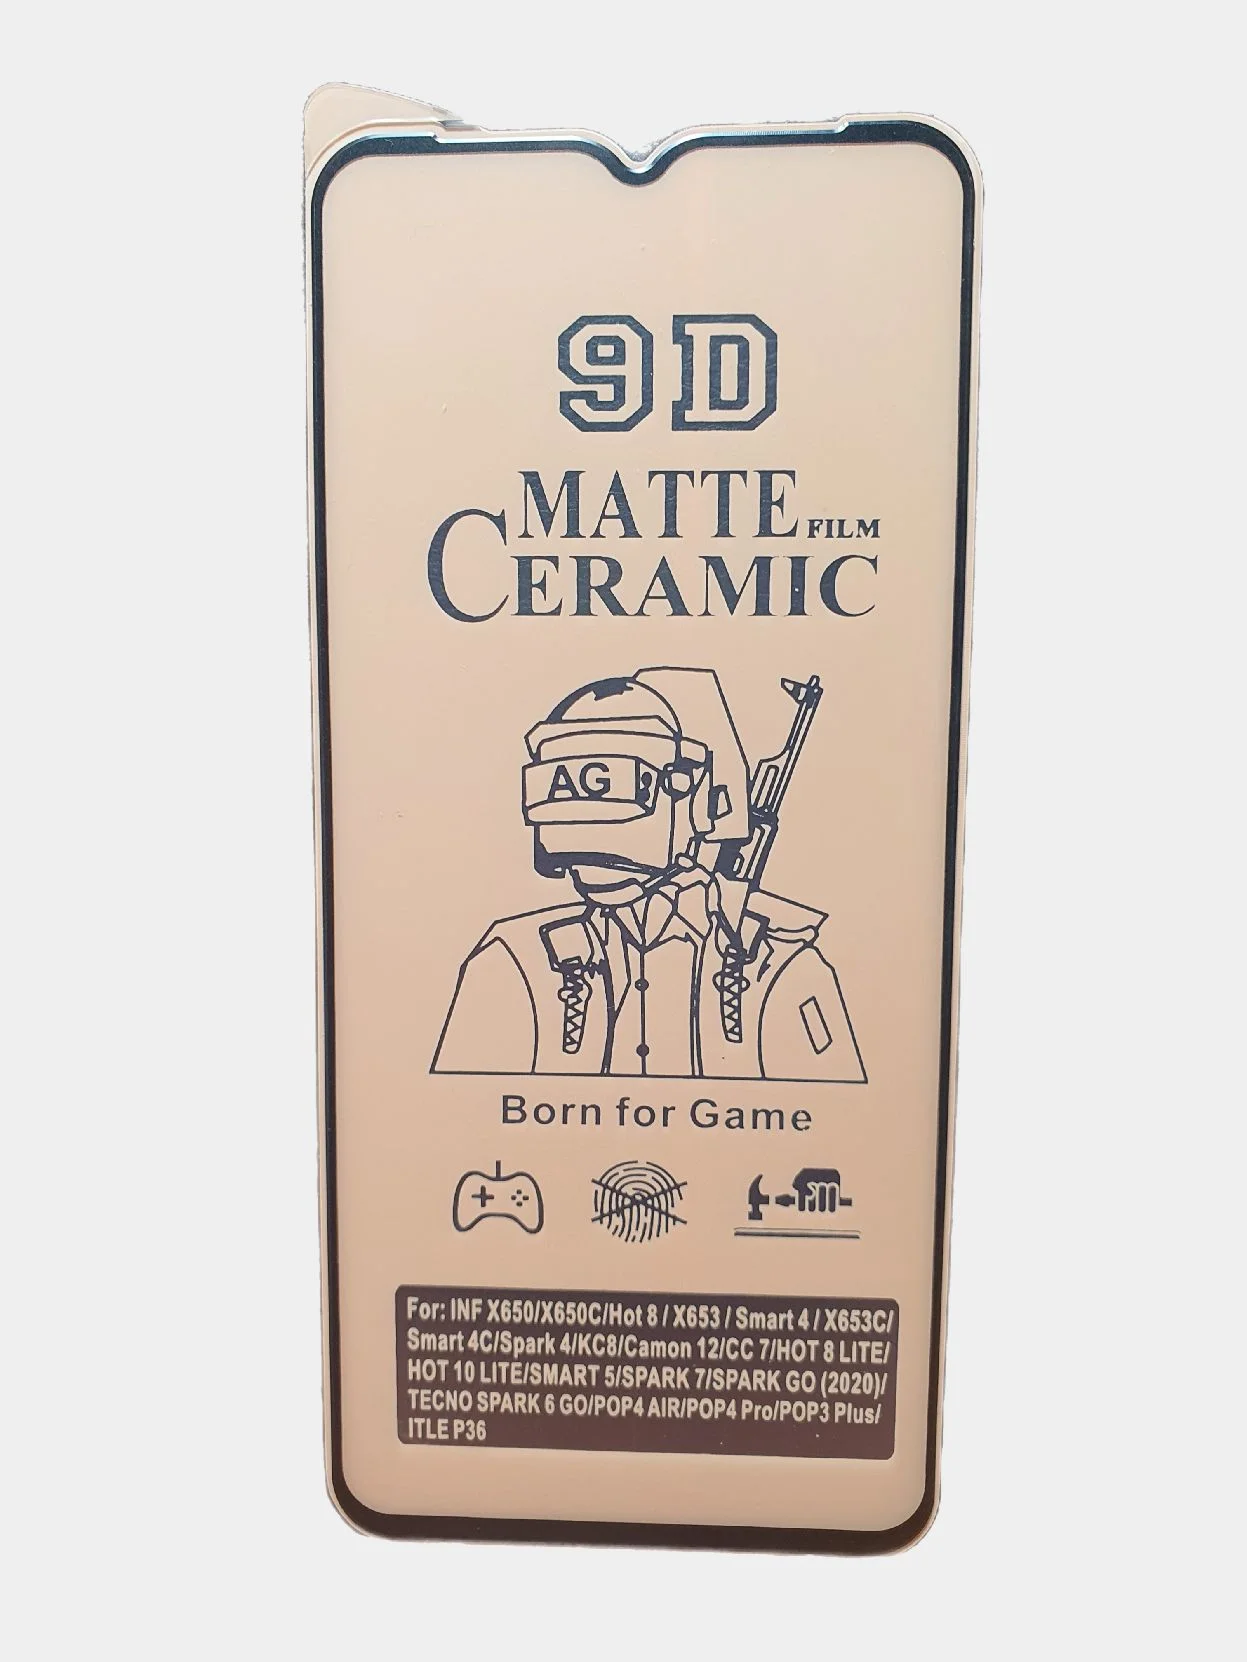 9D
MATTE FILM
CERAMIC
AG
Born for Game
For: INF X650/X650C/Hot 8 / X653 / Smart 4 / X653C/
Smart 4C/Spark 4/KC8/Camon 12/CC 7/HOT 8 LITE/
HOT 10 LITE/SMART 5/SPARK 7/SPARK GO (2020)/
TECNO SPARK 6 GO/POP4 AIR/POP4 Pro/POP3 Plus/
ITLE P36